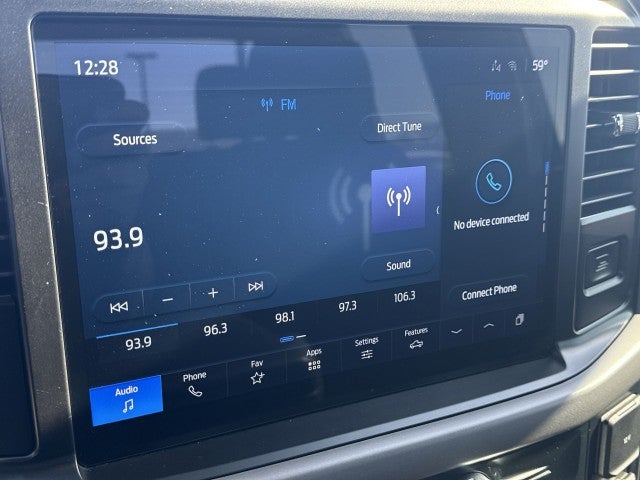 12:28
59°
FM
Phone
Sources
Direct Tune
93.9
No device connected
Sound
Connect Phone
93.9 96.3 98.1 97.3 106.3
Audio Phone Fav Apps Settings Features